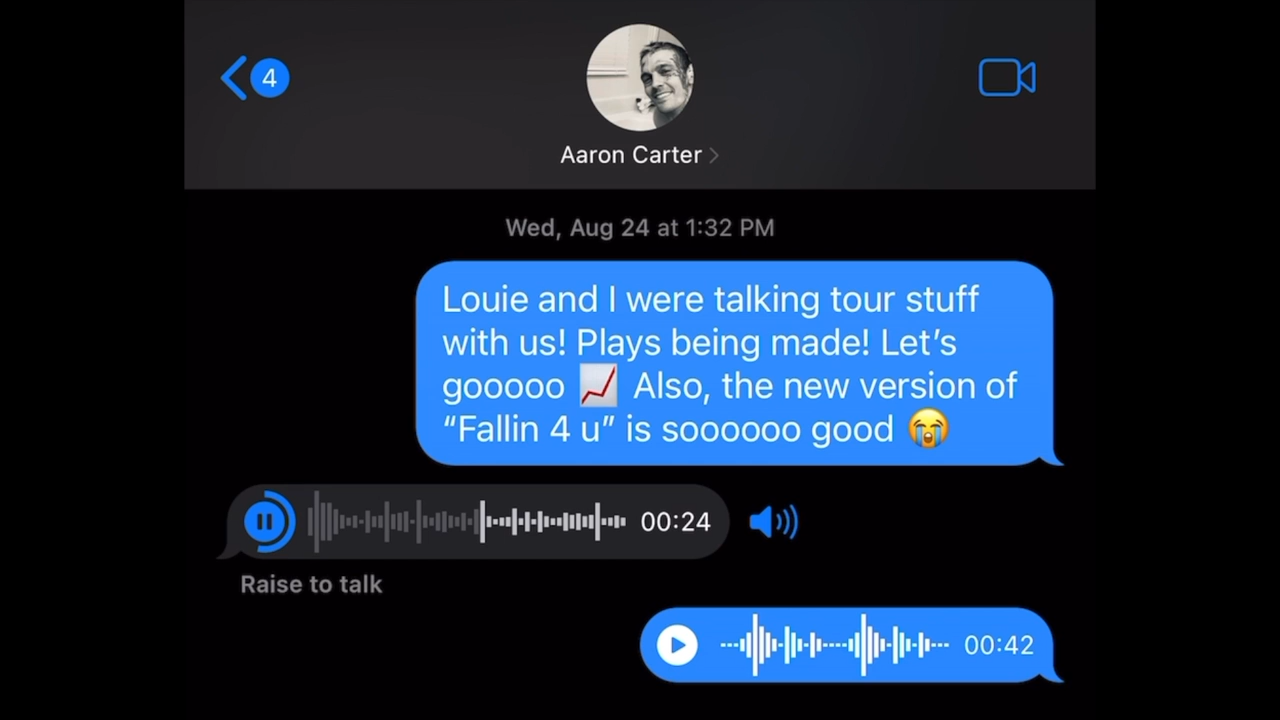 4
Aaron Carter
Wed, Aug 24 at 1:32 PM
Louie and I were talking tour stuff
with us! Plays being made! Let’s
gooooo 📈 Also, the new version of
“Fallin 4 u” is soooooo good 😭
00:24
Raise to talk
00:42